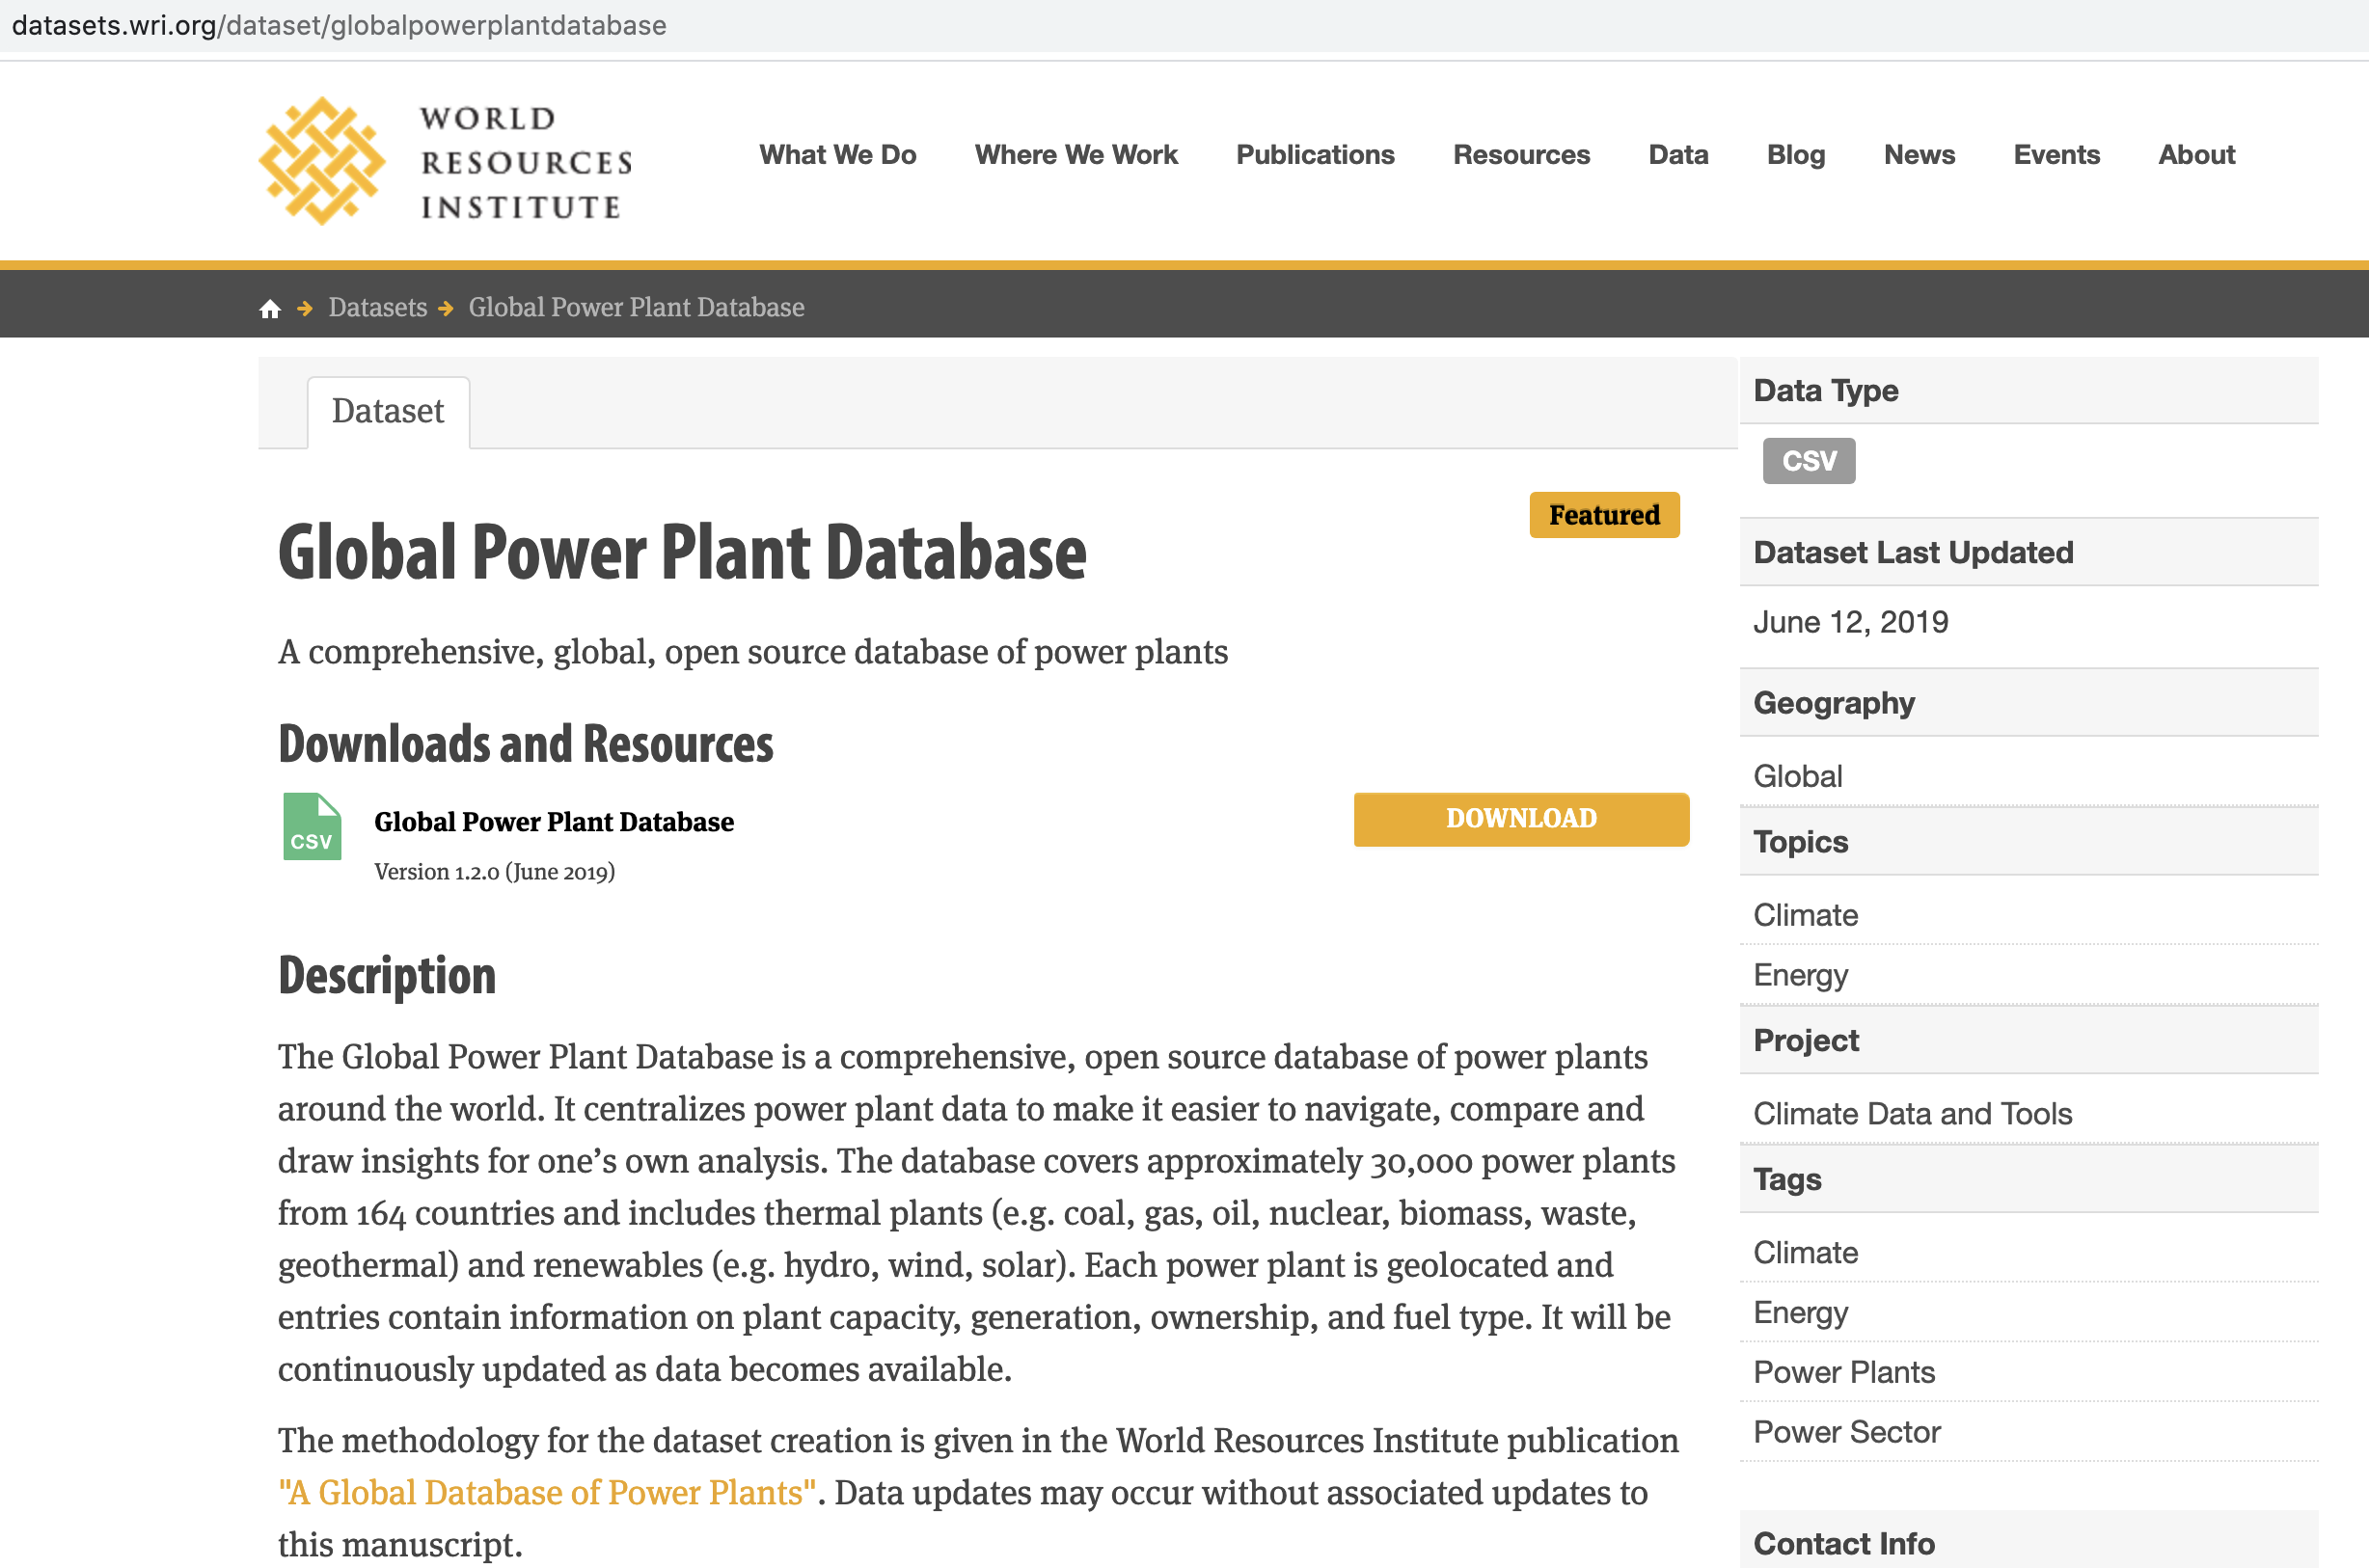 datasets.wri.org/dataset/globalpowerplantdatabase
WORLD
RESOURCES
INSTITUTE
What We Do Where We Work Publications Resources Data Blog News Events About
Datasets Global Power Plant Database
Dataset
Featured
Global Power Plant Database
A comprehensive, global, open source database of power plants
Downloads and Resources
CSV
Global Power Plant Database
DOWNLOAD
Version 1.2.0 (June 2019)
Description
The Global Power Plant Database is a comprehensive, open source database of power plants
around the world. It centralizes power plant data to make it easier to navigate, compare and
draw insights for one’s own analysis. The database covers approximately 30,000 power plants
from 164 countries and includes thermal plants (e.g. coal, gas, oil, nuclear, biomass, waste,
geothermal) and renewables (e.g. hydro, wind, solar). Each power plant is geolocated and
entries contain information on plant capacity, generation, ownership, and fuel type. It will be
continuously updated as data becomes available.
The methodology for the dataset creation is given in the World Resources Institute publication
"A Global Database of Power Plants". Data updates may occur without associated updates to
this manuscript.
Data Type
CSV
Dataset Last Updated
June 12, 2019
Geography
Global
Topics
Climate
Energy
Project
Climate Data and Tools
Tags
Climate
Energy
Power Plants
Power Sector
Contact Info